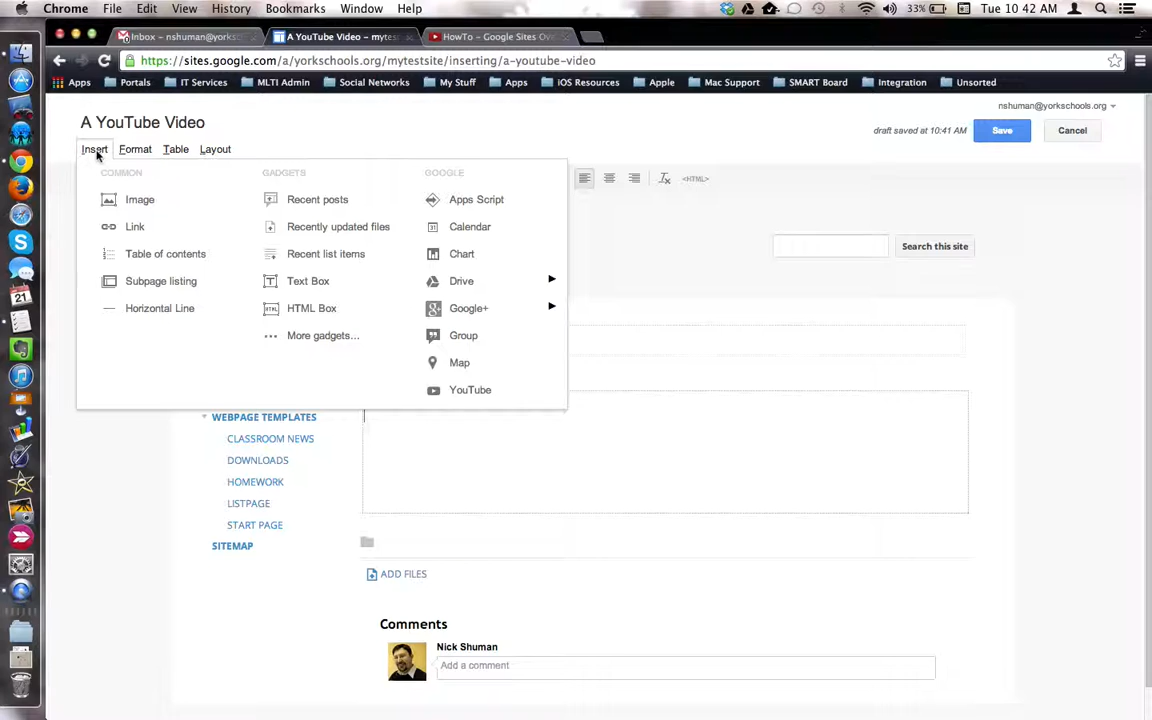 Chrome File Edit View History Bookmarks Window Help 33% Tue 10:42 AM
Inbox – nshuman@yorks A YouTube Video – mytes HowTo – Google Sites Ov
https://sites.google.com/a/yorkschools.org/mytestsite/inserting/a-youtube-video
Apps Portals IT Services MLTI Admin Social Networks My Stuff Apps iOS Resources Apple Mac Support SMART Board Integration Unsorted
nshuman@yorkschools.org
A YouTube Video
draft saved at 10:41 AM Save Cancel
Insert Format Table Layout
COMMON GADGETS GOOGLE
<HTML>
Image Recent posts Apps Script
Link Recently updated files Calendar
Table of contents Recent list items Chart
Search this site
Subpage listing Text Box Drive
Horizontal Line HTML Box Google+
More gadgets... Group
Map
YouTube
WEBPAGE TEMPLATES
CLASSROOM NEWS
DOWNLOADS
HOMEWORK
LISTPAGE
START PAGE
SITEMAP
ADD FILES
Comments
Nick Shuman
Add a comment